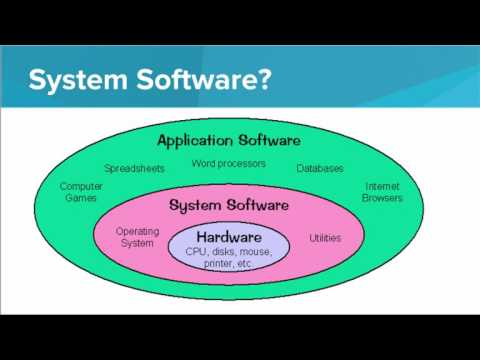 System Software?
Application Software
Spreadsheets
Word processors
Databases
Computer
Games
Internet
Browsers
System Software
Operating
System
Utilities
Hardware
CPU, disks, mouse,
printer, etc